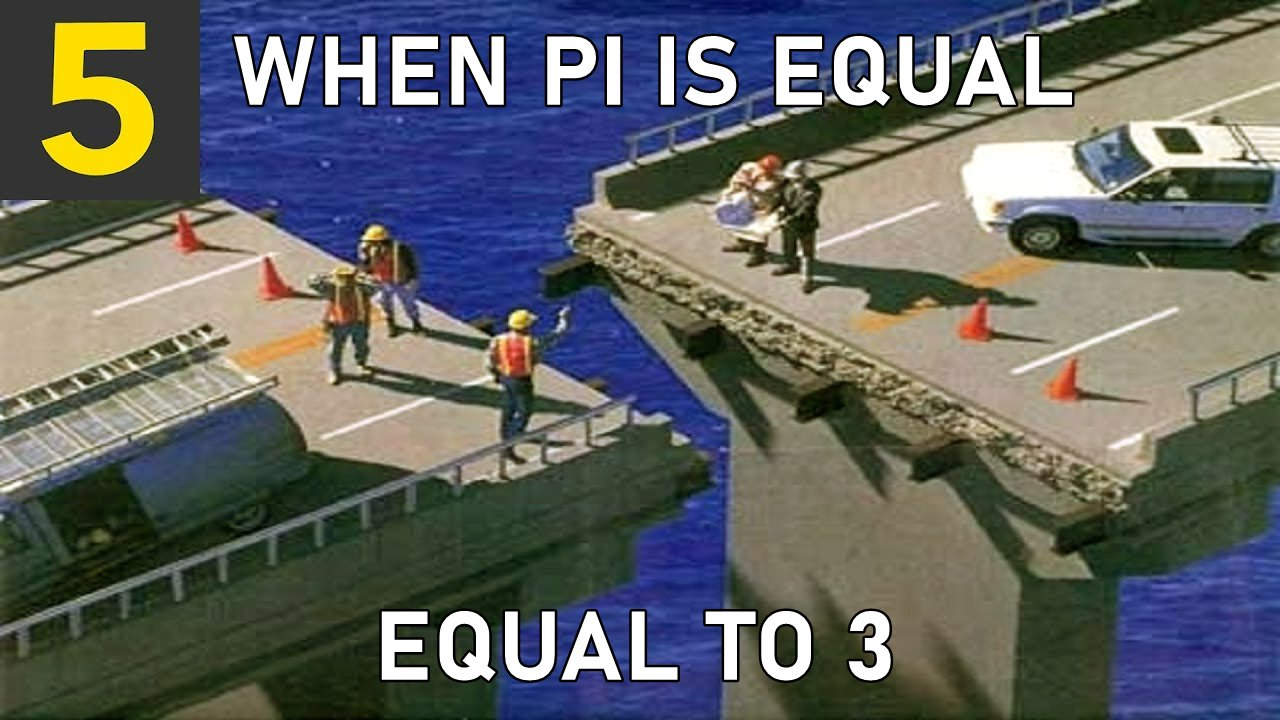 5
WHEN PI IS EQUAL
EQUAL TO 3